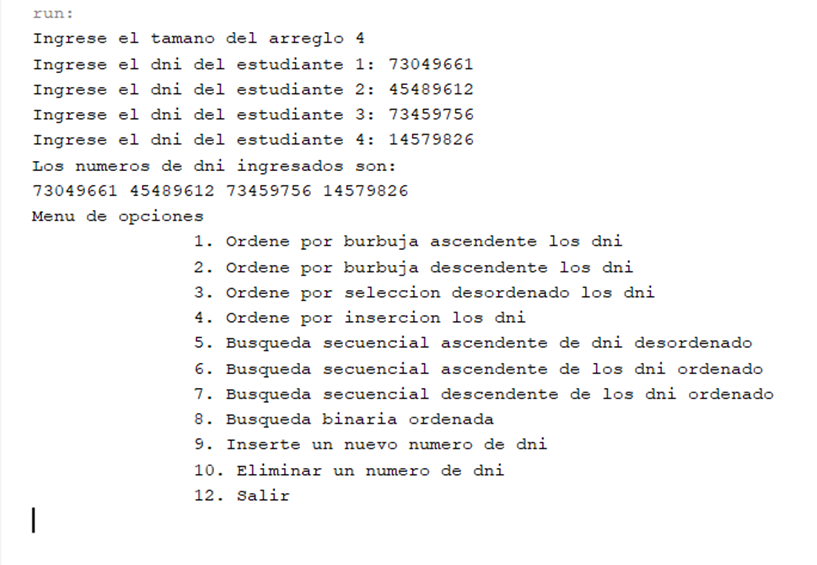 run:
Ingrese el tamano del arreglo 4
Ingrese el dni del estudiante 1: 73049661
Ingrese el dni del estudiante 2: 45489612
Ingrese el dni del estudiante 3: 73459756
Ingrese el dni del estudiante 4: 14579826
Los numeros de dni ingresados son:
73049661 45489612 73459756 14579826
Menu de opciones
1. Ordene por burbuja ascendente los dni
2. Ordene por burbuja descendente los dni
3. Ordene por seleccion desordenado los dni
4. Ordene por insercion los dni
5. Busqueda secuencial ascendente de dni desordenado
6. Busqueda secuencial ascendente de los dni ordenado
7. Busqueda secuencial descendente de los dni ordenado
8. Busqueda binaria ordenada
9. Inserte un nuevo numero de dni
10. Eliminar un numero de dni
12. Salir